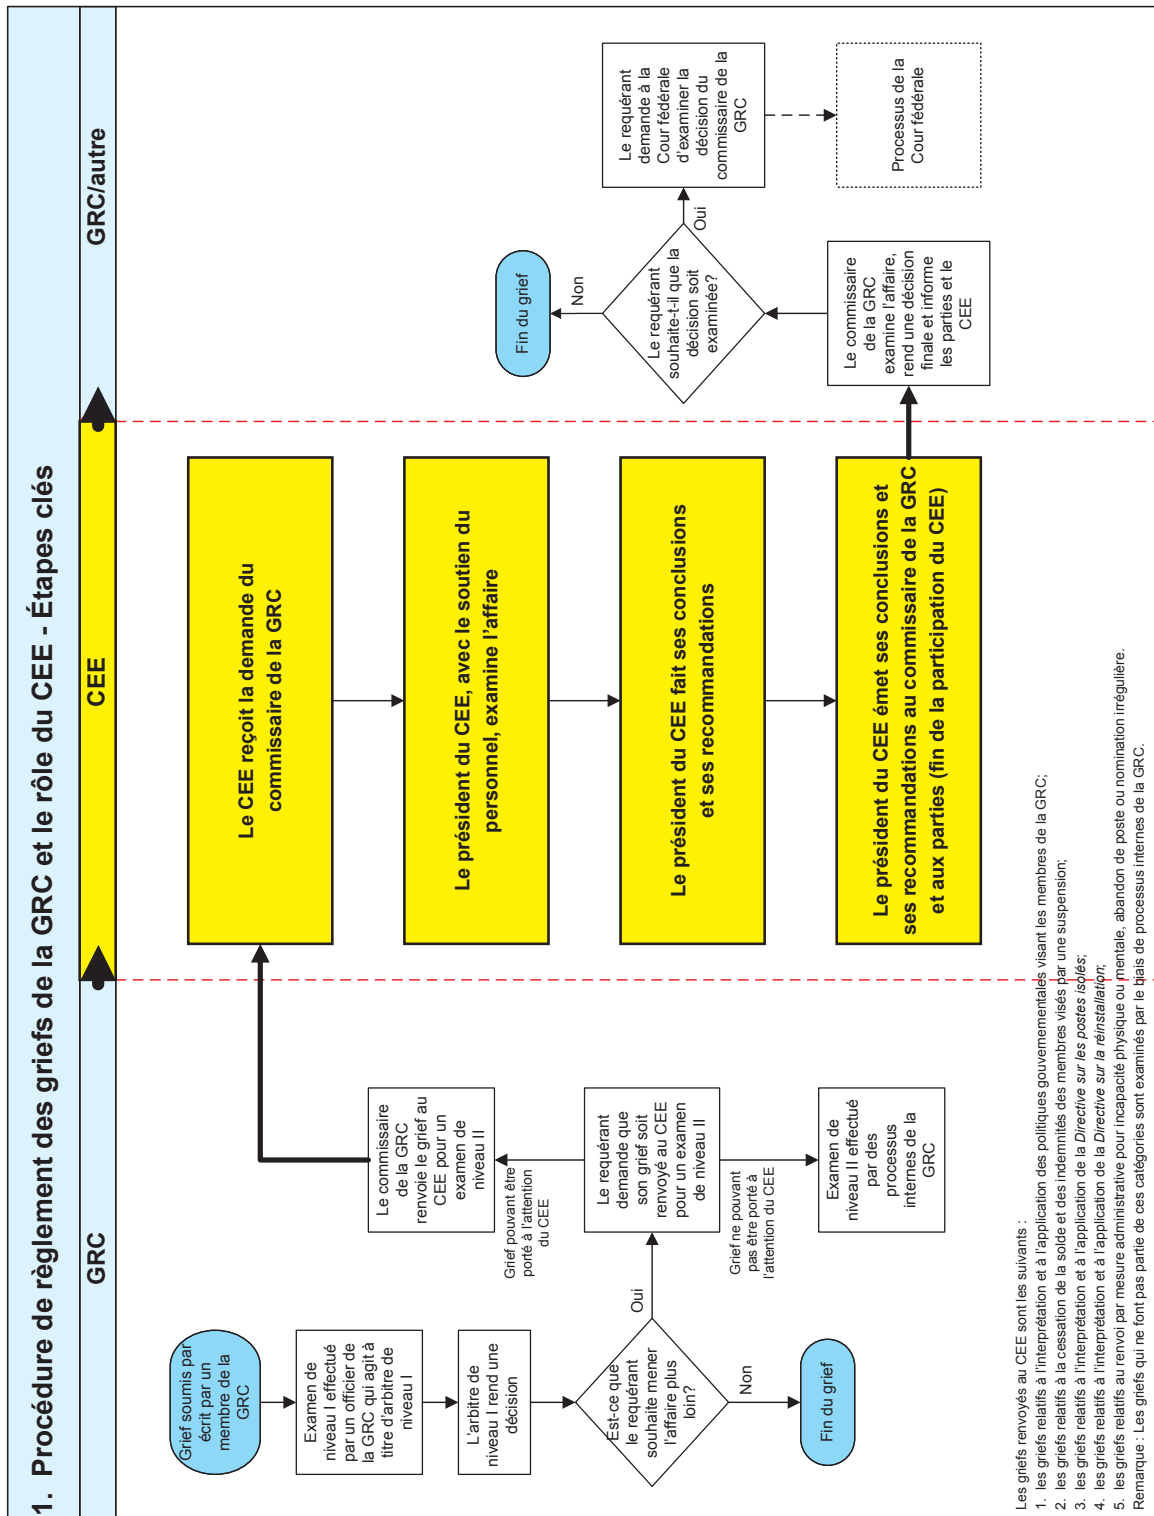 1. Procédure de règlement des griefs de la GRC et le rôle du CEE - Étapes clés
GRC
CEE
GRC/autre
Grief soumis par
écrit par un
membre de la
GRC
Examen de
niveau I effectué
par un officier de
la GRC qui agit à
titre d'arbitre de
niveau I
L'arbitre de
niveau I rend une
décision
Est-ce que
le requérant
souhaite mener
l'affaire plus
loin?
Non
Fin du grief
Oui
Le requérant
demande que
son grief soit
renvoyé au CEE
pour un examen
de niveau II
Grief pouvant être
porté à l'attention
du CEE
Grief ne pouvant
pas être porté à
l'attention du CEE
Le commissaire
de la GRC
renvoie le grief au
CEE pour un
examen de
niveau II
Examen de
niveau II effectué
par des
processus
internes de la
GRC
Le CEE reçoit la demande du
commissaire de la GRC
Le président du CEE, avec le soutien du
personnel, examine l'affaire
Le président du CEE fait ses conclusions
et ses recommandations
Le président du CEE émet ses conclusions et
ses recommandations au commissaire de la GRC
et aux parties (fin de la participation du CEE)
Le commissaire
de la GRC
examine l'affaire,
rend une décision
finale et informe
les parties et le
CEE
Le requérant
souhaite-t-il que la
décision soit
examinée?
Non
Fin du grief
Oui
Le requérant
demande à la
Cour fédérale
d'examiner la
décision du
commissaire de la
GRC
Processus de la
Cour fédérale
Les griefs renvoyés au CEE sont les suivants :
1. les griefs relatifs à l'interprétation et à l'application des politiques gouvernementales visant les membres de la GRC;
2. les griefs relatifs à la cessation de la solde et des indemnités des membres visés par une suspension;
3. les griefs relatifs à l'interprétation et à l'application de la Directive sur les postes isolés;
4. les griefs relatifs à l'interprétation et à l'application de la Directive sur la réinstallation;
5. les griefs relatifs au renvoi par mesure administrative pour incapacité physique ou mentale, abandon de poste ou nomination irrégulière.
Remarque : Les griefs qui ne font pas partie de ces catégories sont examinés par le biais de processus internes de la GRC.